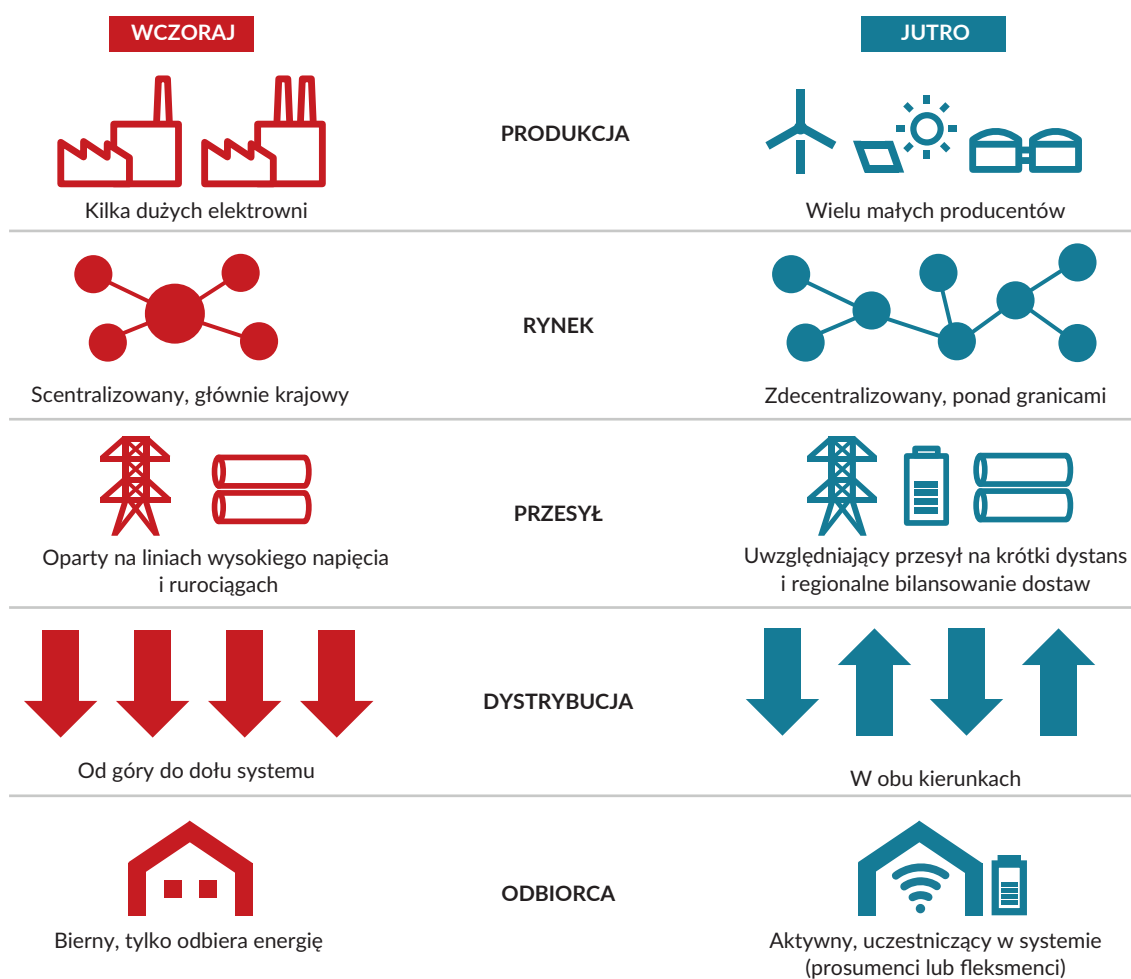 WCZORAJ
JUTRO
PRODUKCJA
Kilka dużych elektrowni
Wielu małych producentów
RYNEK
Scentralizowany, głównie krajowy
Zdecentralizowany, ponad granicami
PRZESYŁ
Oparty na liniach wysokiego napięcia
i rurociągach
Uwzględniający przesył na krótki dystans
i regionalne bilansowanie dostaw
DYSTRYBUCJA
Od góry do dołu systemu
W obu kierunkach
ODBIORCA
Bierny, tylko odbiera energię
Aktywny, uczestniczący w systemie
(prosumenci lub fleksmenci)